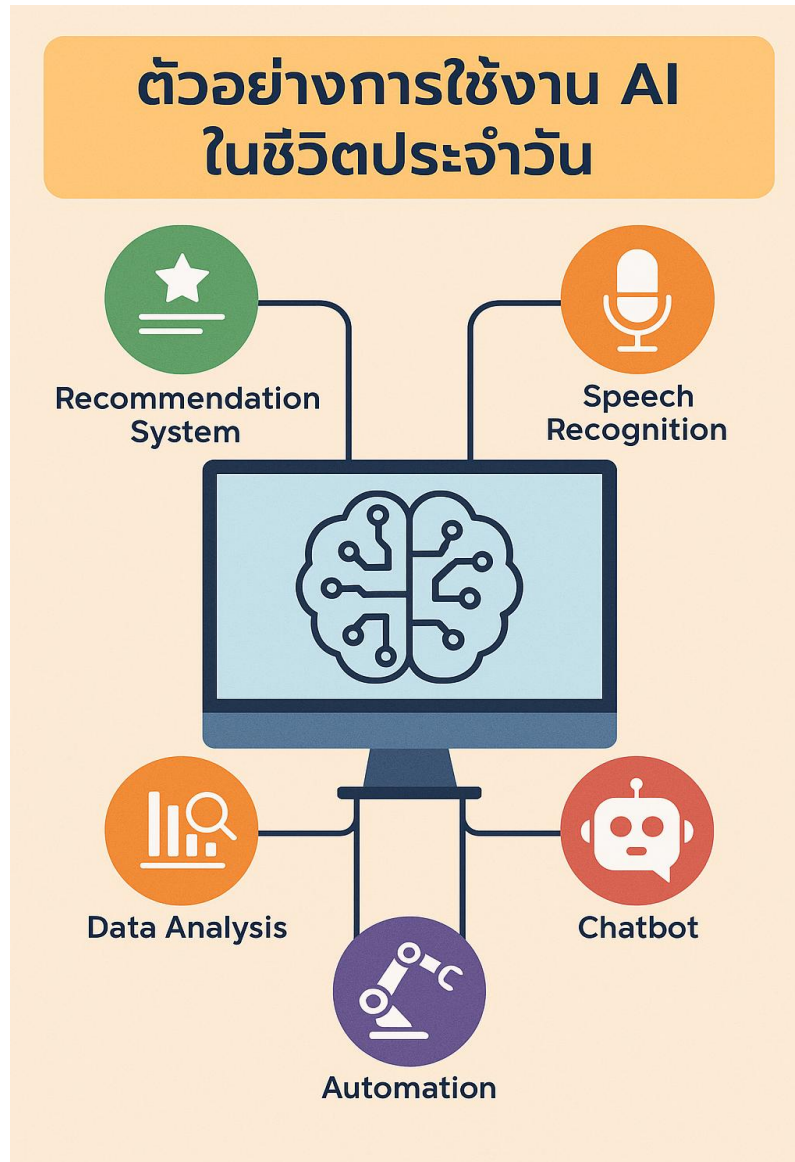 ตัวอย่างการใช้งาน AI
ในชีวิตประจำวัน
Recommendation
System
Speech
Recognition
Data Analysis
Chatbot
Automation